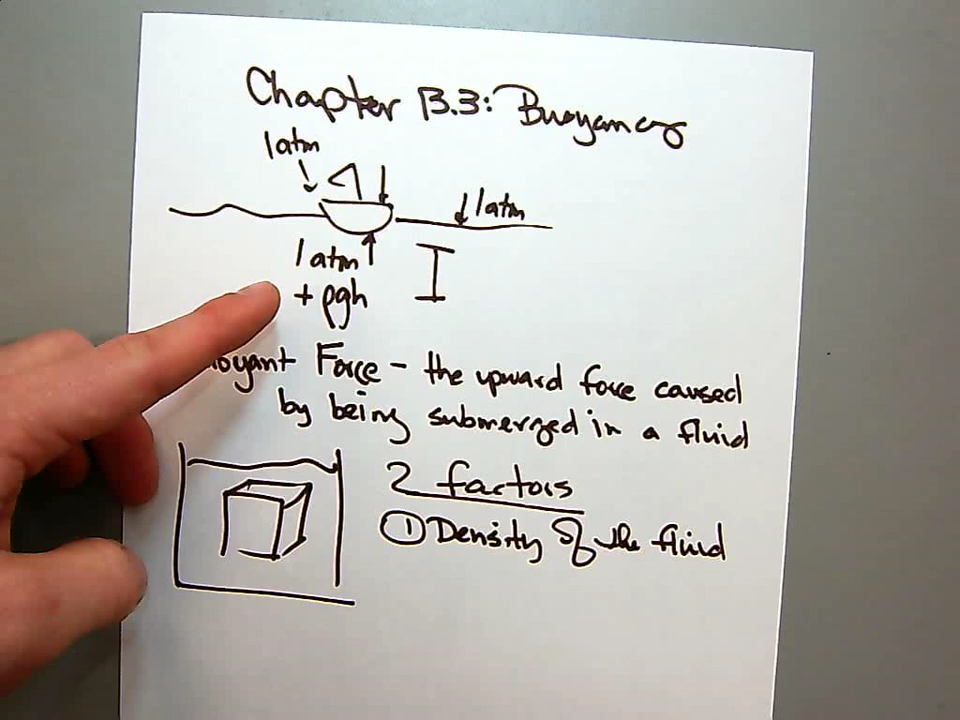 Chapter 13.3: Buoyancy
1atm
1atm
1atm
+ ρgh
Force - the upward force caused
by being submerged in a fluid
2 factors
① Density of the fluid